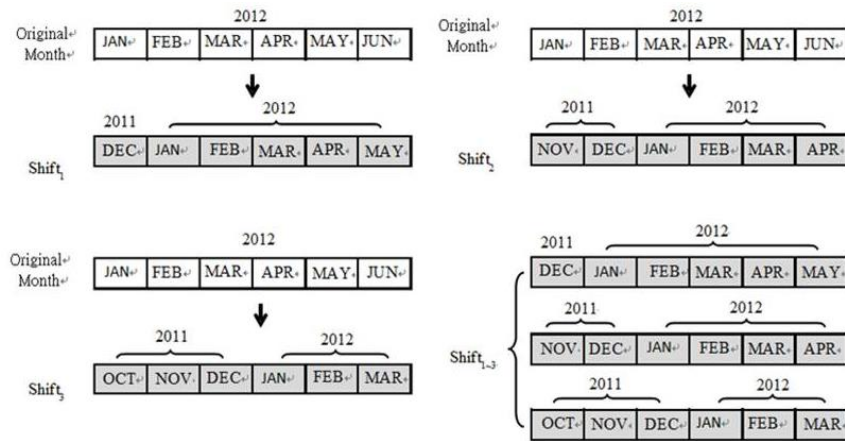 2012
Original
Month
JAN FEB MAR APR MAY JUN
2011 2012
DEC JAN FEB MAR APR MAY
Shift1
2012
Original
Month
JAN FEB MAR APR MAY JUN
2011 2012
NOV DEC JAN FEB MAR APR
Shift2
2012
Original
Month
JAN FEB MAR APR MAY JUN
2011 2012
OCT NOV DEC JAN FEB MAR
Shift3
2011 2012
DEC JAN FEB MAR APR MAY
2011 2012
NOV DEC JAN FEB MAR APR
Shift1~3
2011 2012
OCT NOV DEC JAN FEB MAR